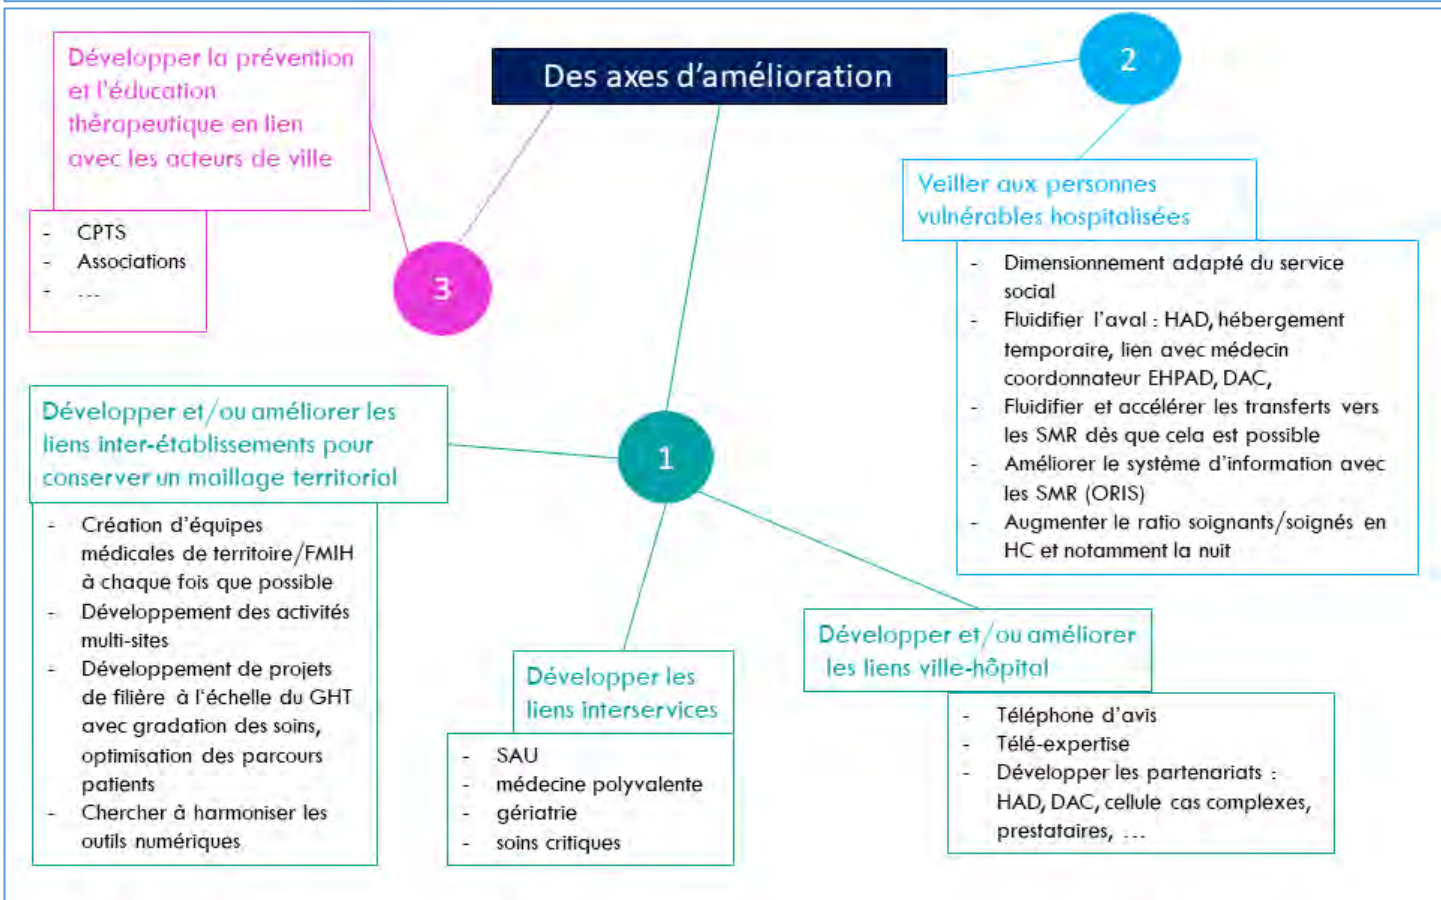 Des axes d'amélioration
2
Développer la prévention
et l'éducation
thérapeutique en lien
avec les acteurs de ville
- CPTS
- Associations
- ...
3
Veiller aux personnes
vulnérables hospitalisées
- Dimensionnement adapté du service
social
- Fluidifier l'aval : HAD, hébergement
temporaire, lien avec médecin
coordonnateur EHPAD, DAC,
- Fluidifier et accélérer les transferts vers
les SMR dès que cela est possible
- Améliorer le système d'information avec
les SMR (ORIS)
- Augmenter le ratio soignants/soignés en
HC et notamment la nuit
1
Développer et/ou améliorer les
liens inter-établissements pour
conserver un maillage territorial
- Création d'équipes
médicales de territoire/FMIH
à chaque fois que possible
- Développement des activités
multi-sites
- Développement de projets
de filière à l'échelle du GHT
avec gradation des soins,
optimisation des parcours
patients
- Chercher à harmoniser les
outils numériques
Développer les
liens interservices
- SAU
- médecine polyvalente
- gériatrie
- soins critiques
Développer et/ou améliorer
les liens ville-hôpital
- Téléphone d'avis
- Télé-expertise
- Développer les partenariats :
HAD, DAC, cellule cas complexes,
prestataires, ...